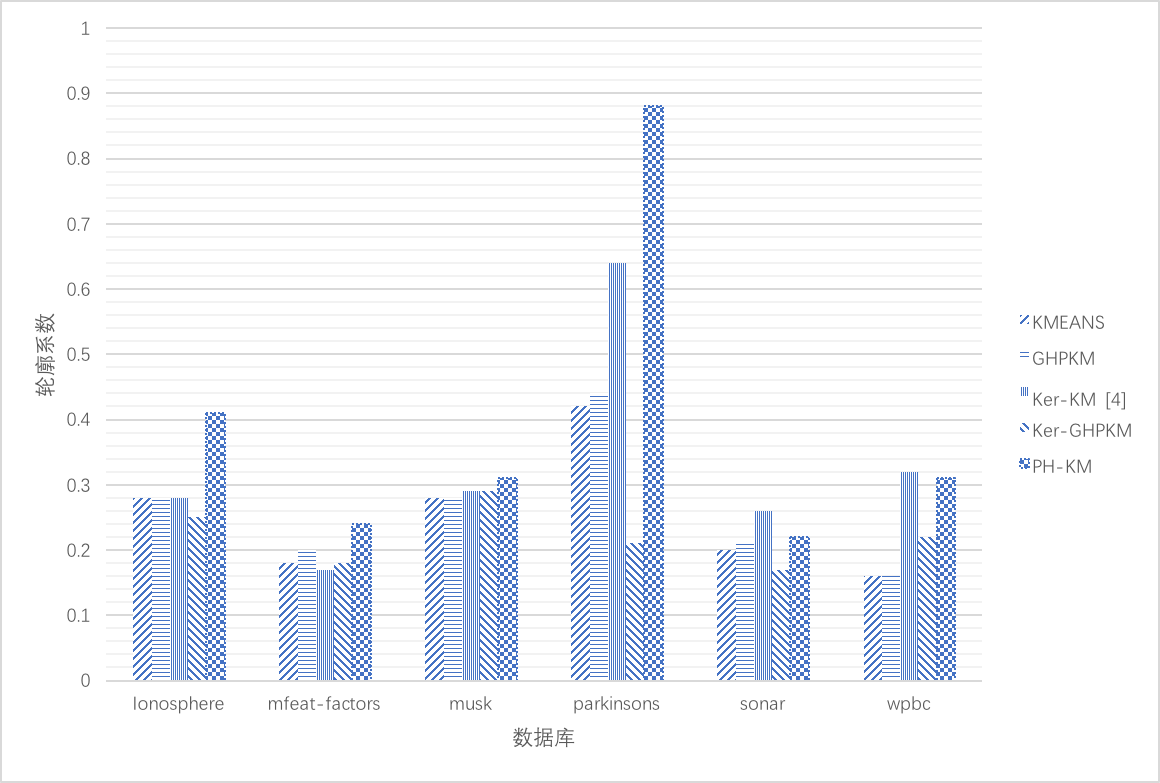 1
0.9
0.8
0.7
0.6
0.5
0.4
0.3
0.2
0.1
0
轮廓系数
Ionosphere
mfeat-factors
musk
parkinsons
sonar
wpbc
数据库
KMEANS
GHPKM
Ker-KM [4]
Ker-GHPKM
PH-KM